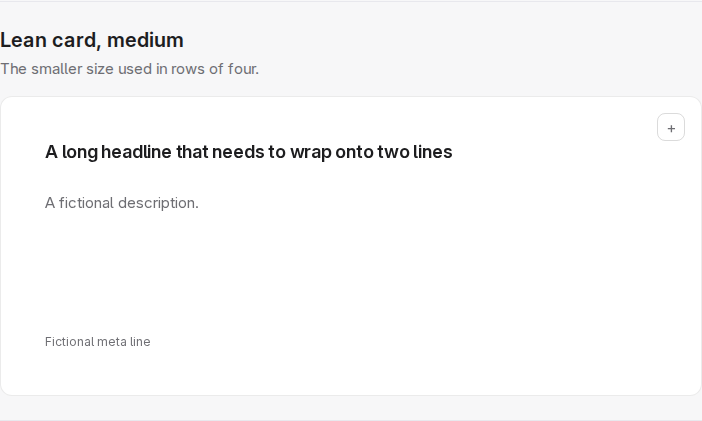 Lean card, medium
The smaller size used in rows of four.
+
A long headline that needs to wrap onto two lines
A fictional description.
Fictional meta line